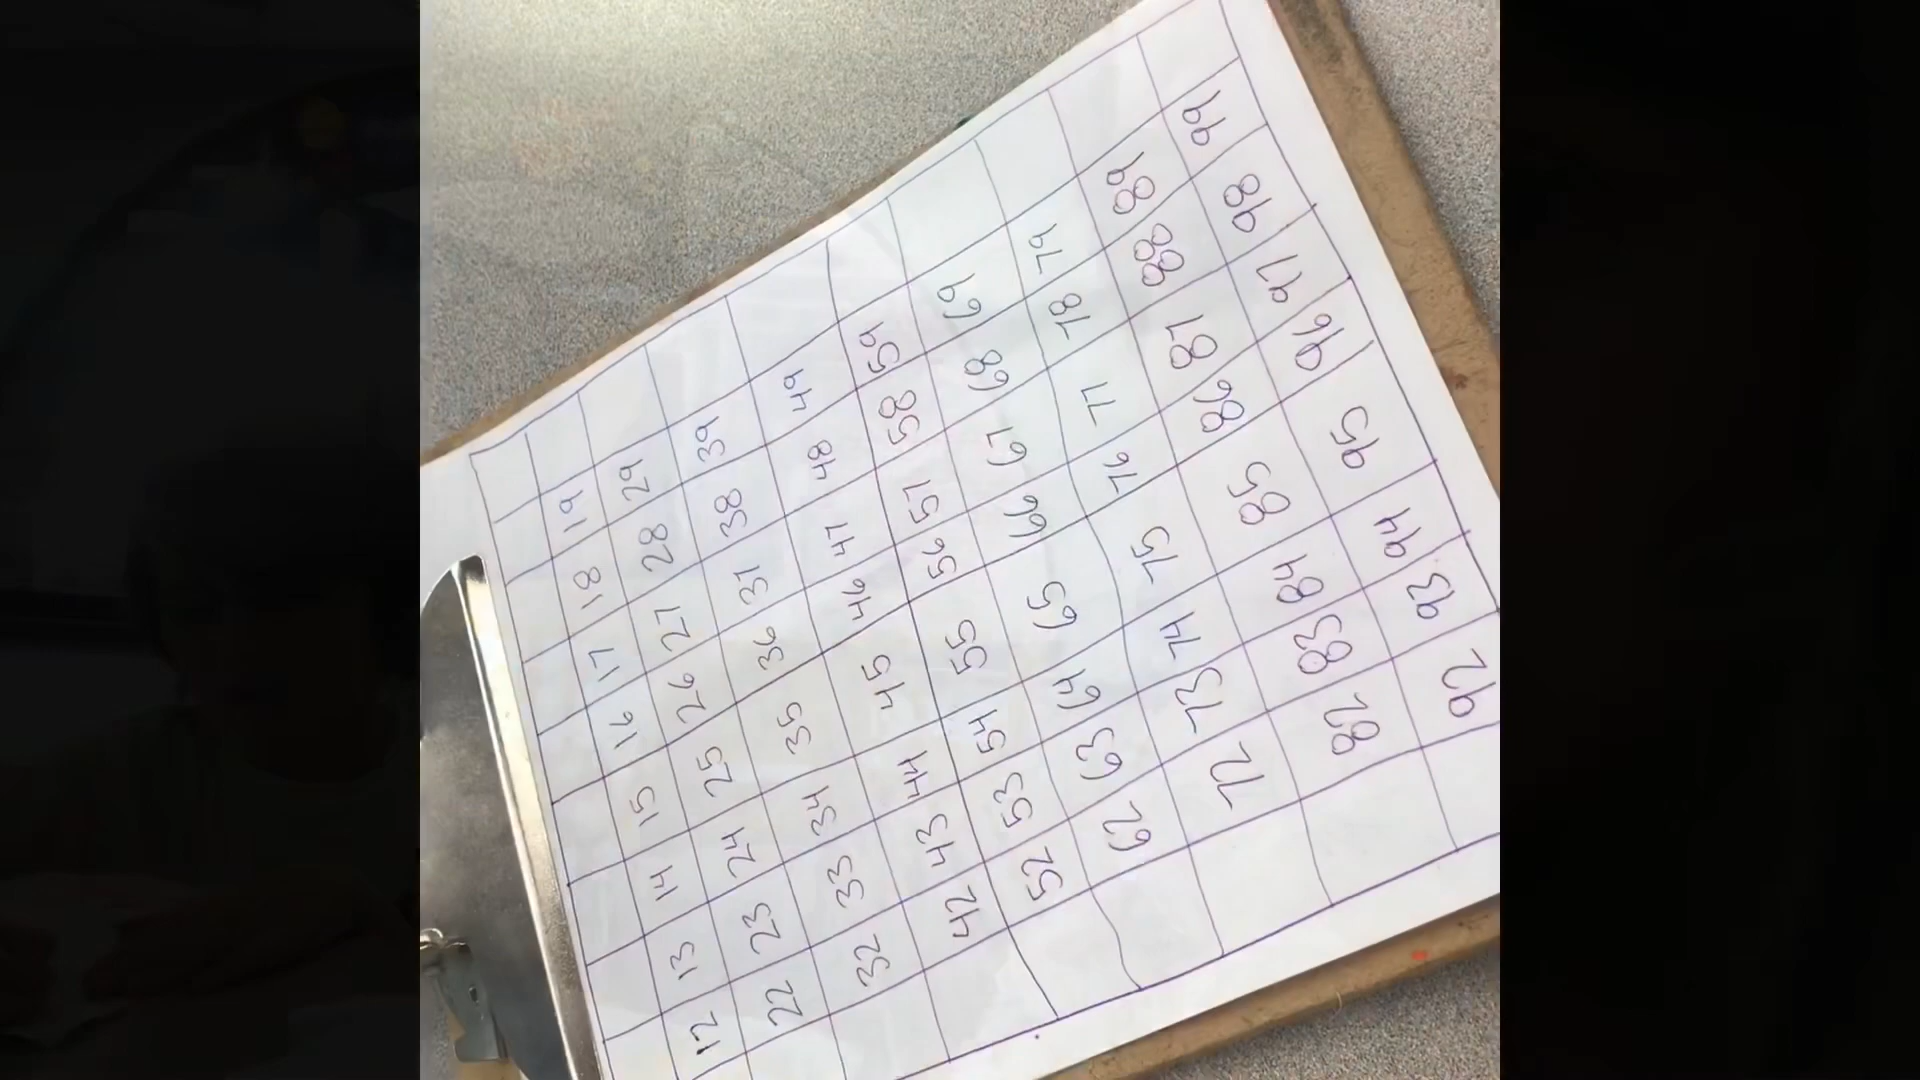 12 13 14 15 16 17 18 19
22 23 24 25 26 27 28 29
32 33 34 35 36 37 38 39
42 43 44 45 46 47 48 49
52 53 54 55 56 57 58 59
62 63 64 65 66 67 68 69
72 73 74 75 76 77 78 79
82 83 84 85 86 87 88 89
92 93 94 95 96 97 98 99